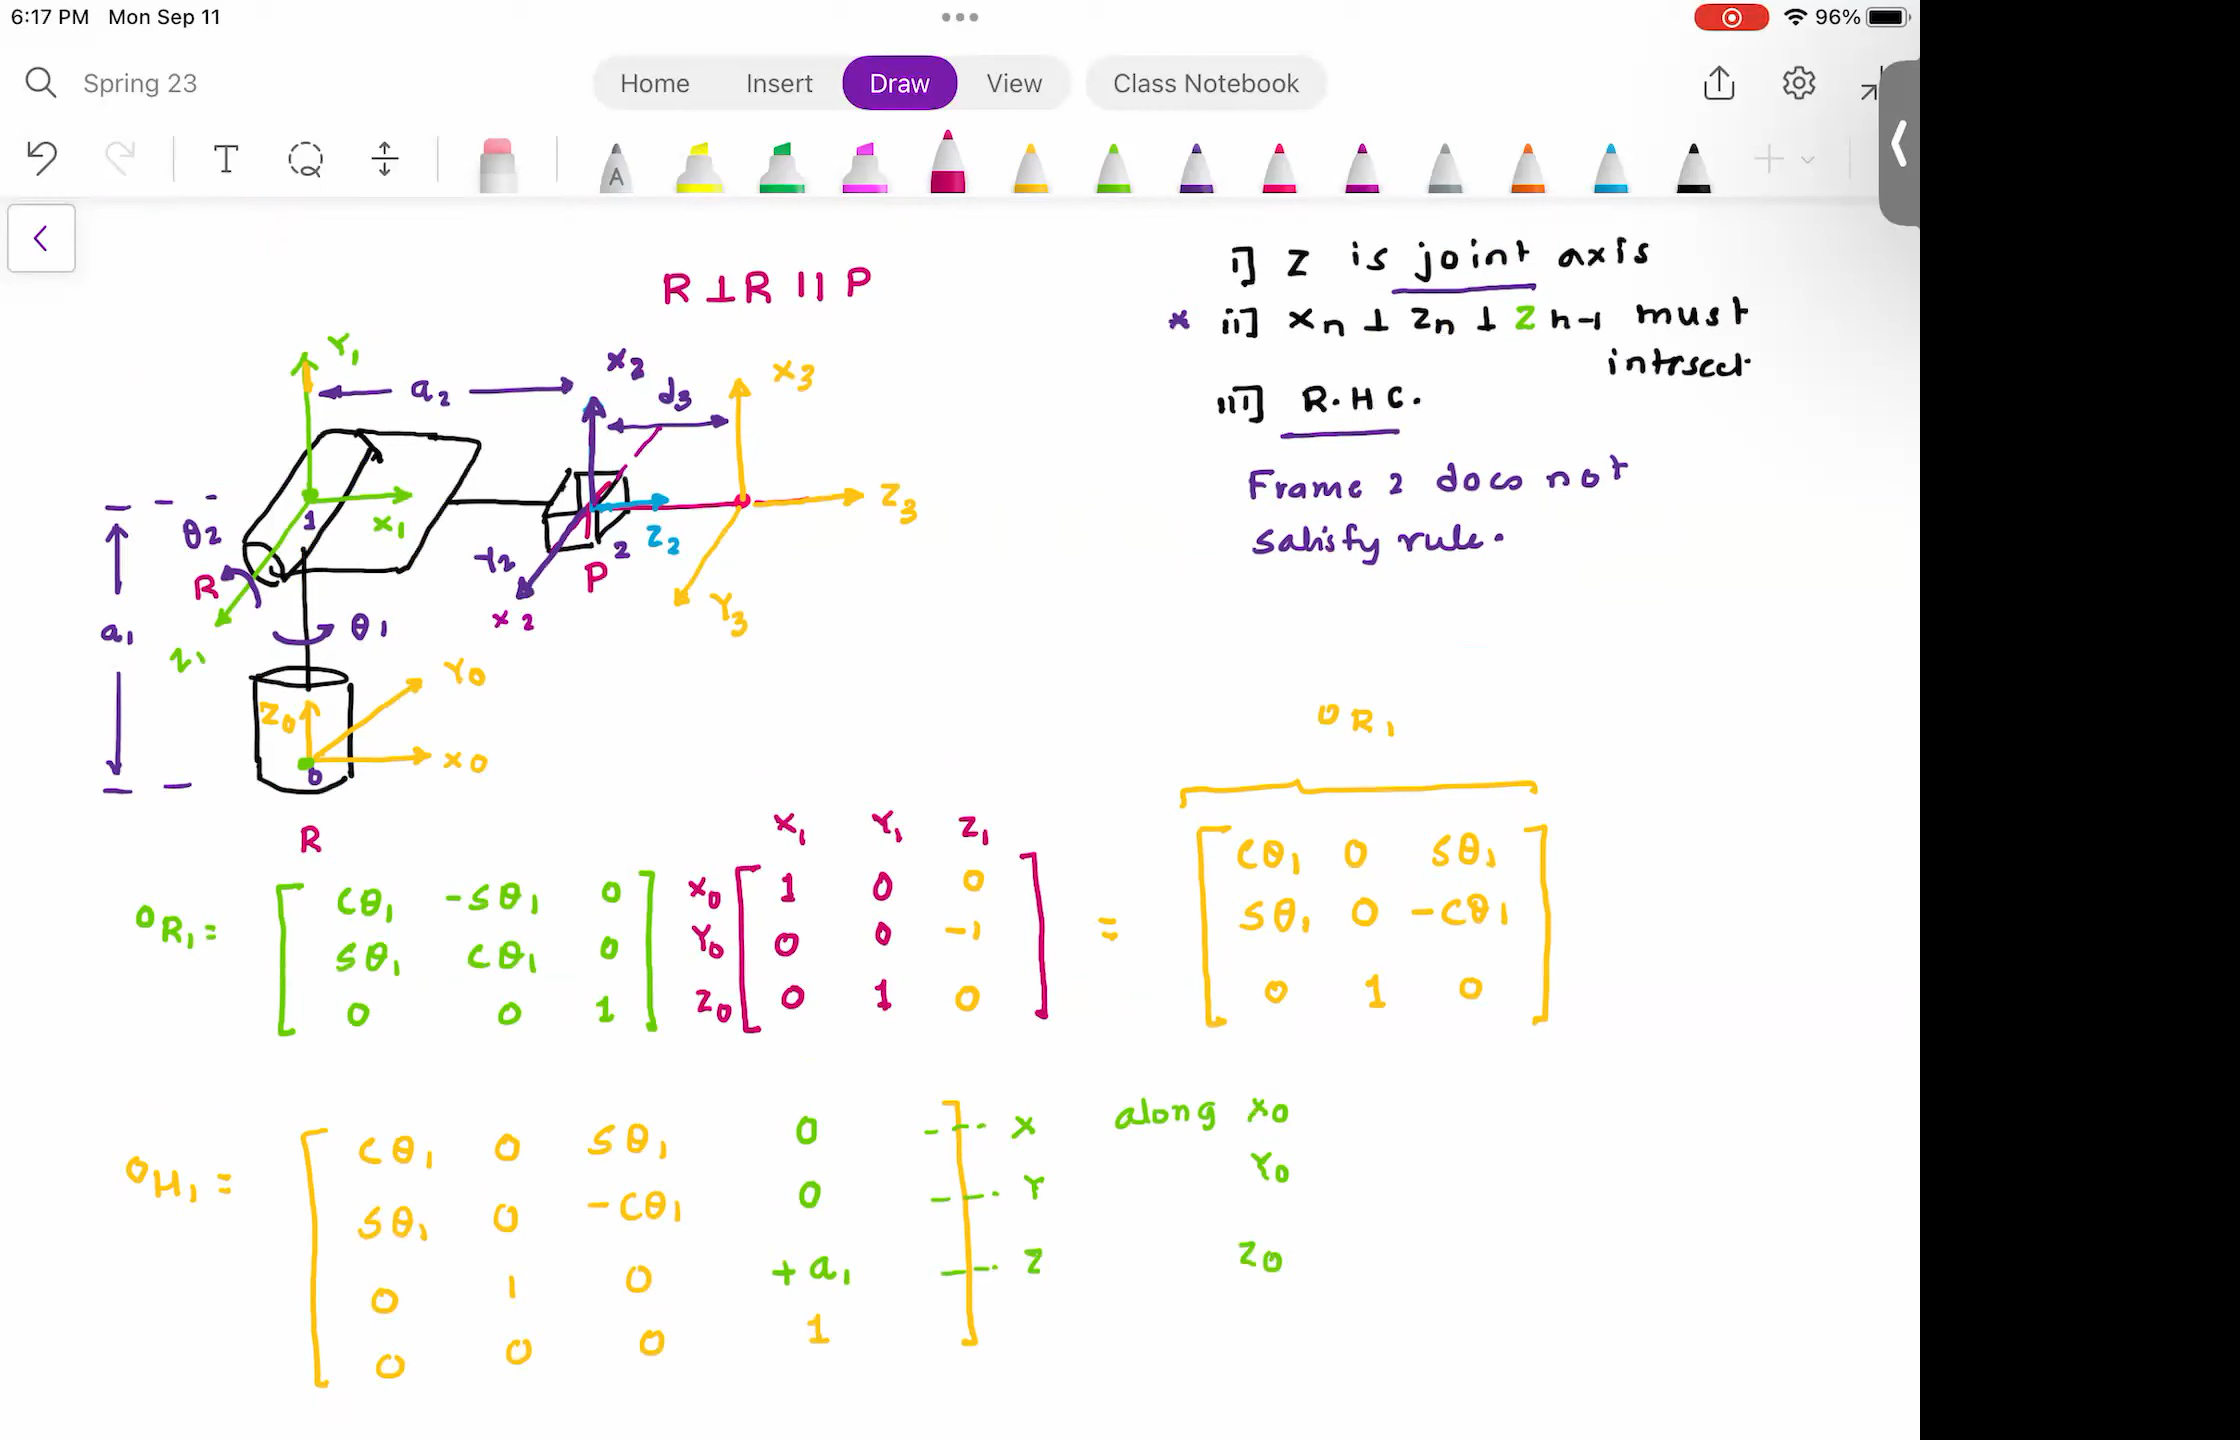 6:17 PM Mon Sep 11
96%
Spring 23
Home Insert Draw View Class Notebook
T
A
R ⊥ R || P
i] Z is joint axis
* ii] Xn ⊥ Zn ⊥ Zn-1 must
intrsect.
iii] R.H.C.
Frame 2 does not
satisfy rule.
Y1
a2
X2
d3
X3
θ2
1
X1
Z3
Y2
2
Z2
P
X2
Y3
R
θ1
a1
Z1
Y0
Z0
X0
0
R
0R1
X1 Y1 Z1
0R1 = [ Cθ1 -Sθ1 0 X0 [ 1 0 0 ] = [ Cθ1 0 Sθ1
Sθ1 Cθ1 0 Y0 0 0 -1 Sθ1 0 -Cθ1
0 0 1 ] Z0 0 1 0 0 1 0 ]
0H1 = [ Cθ1 0 Sθ1 0 ] --- X along X0
Sθ1 0 -Cθ1 0 --- Y Y0
0 1 0 + a1 --- Z Z0
0 0 0 1